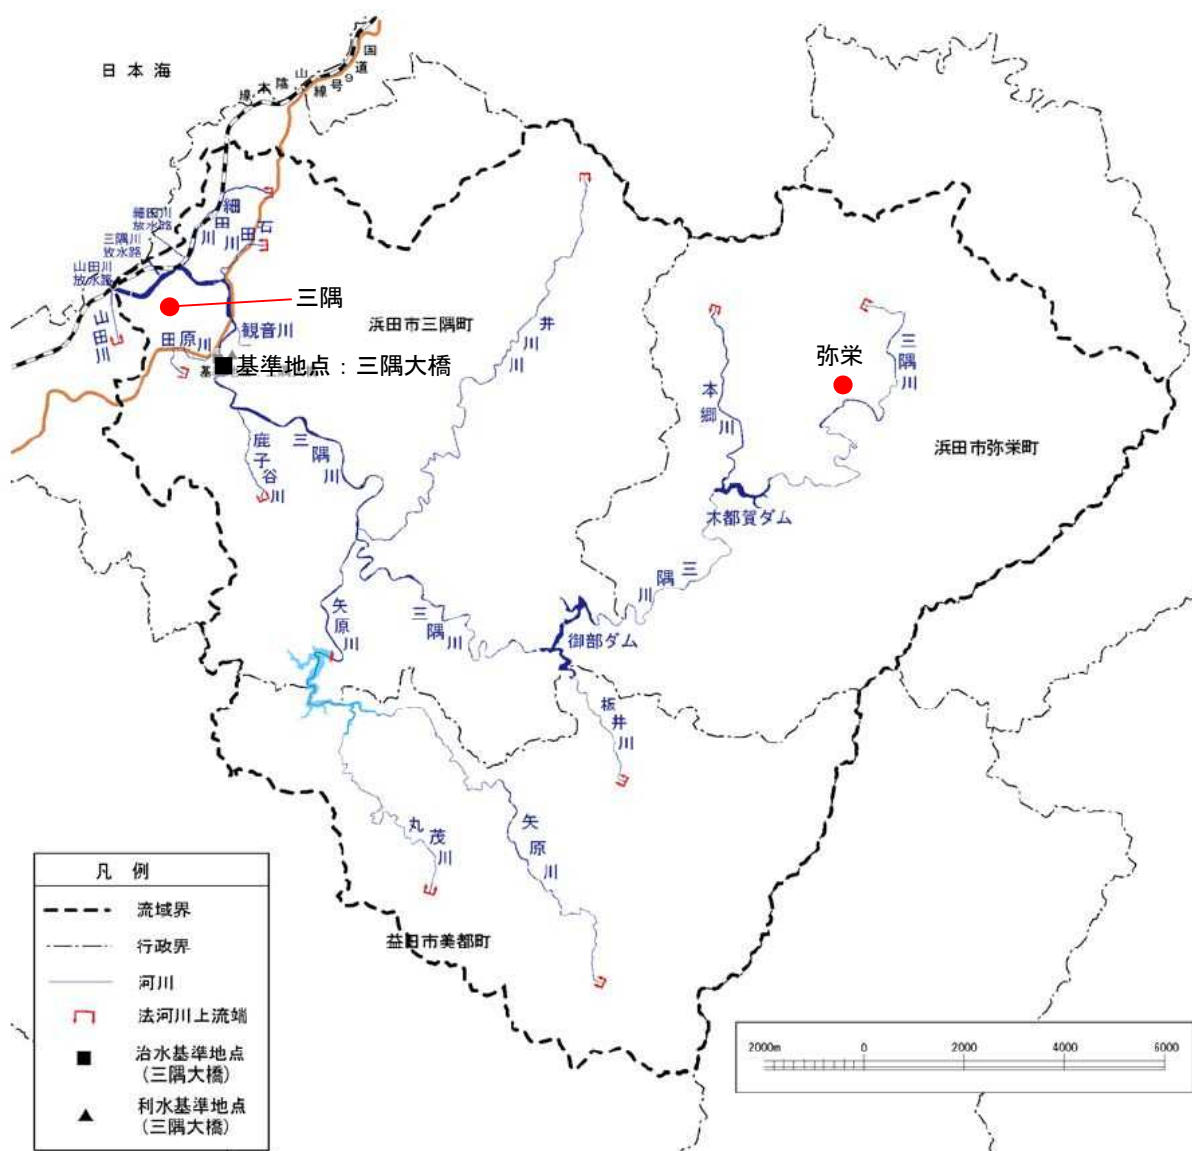 日本海
山陰本線
国道9号線
細田川
放水路
三隅川
放水路
山田川
放水路
細田川
石田川
三隅
山田川
田原川
観音川
浜田市三隅町
井川川
基準地点：三隅大橋
弥栄
三隅川
本郷川
浜田市弥栄町
鹿子谷川
三隅川
木都賀ダム
三隅川
矢原川
三隅川
御部ダム
板井川
丸茂川
矢原川
益田市美都町
凡例
流域界
行政界
河川
法河川上流端
治水基準地点
(三隅大橋)
利水基準地点
(三隅大橋)
2000m 0 2000 4000 6000